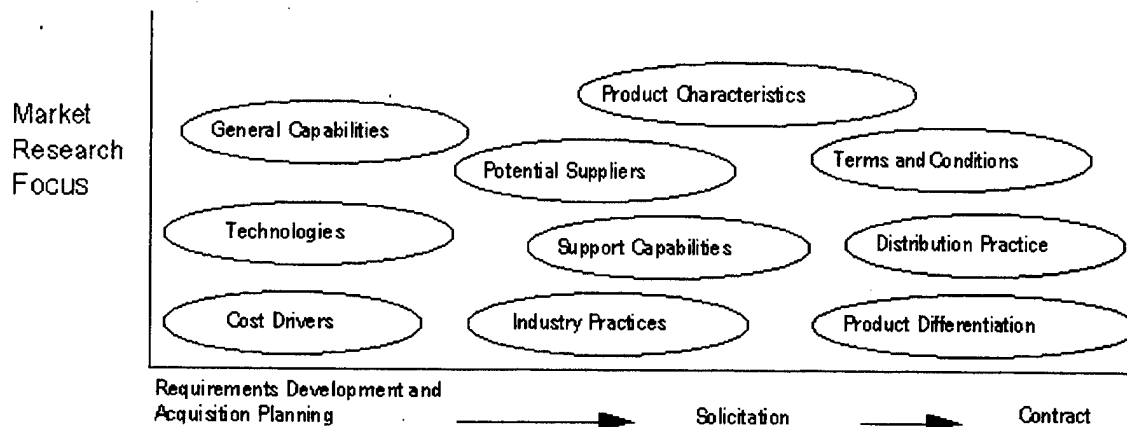 Market
Research
Focus
Product Characteristics
General Capabilities
Potential Suppliers
Terms and Conditions
Technologies
Support Capabilities
Distribution Practice
Cost Drivers
Industry Practices
Product Differentiation
Requirements Development and
Acquisition Planning
Solicitation
Contract